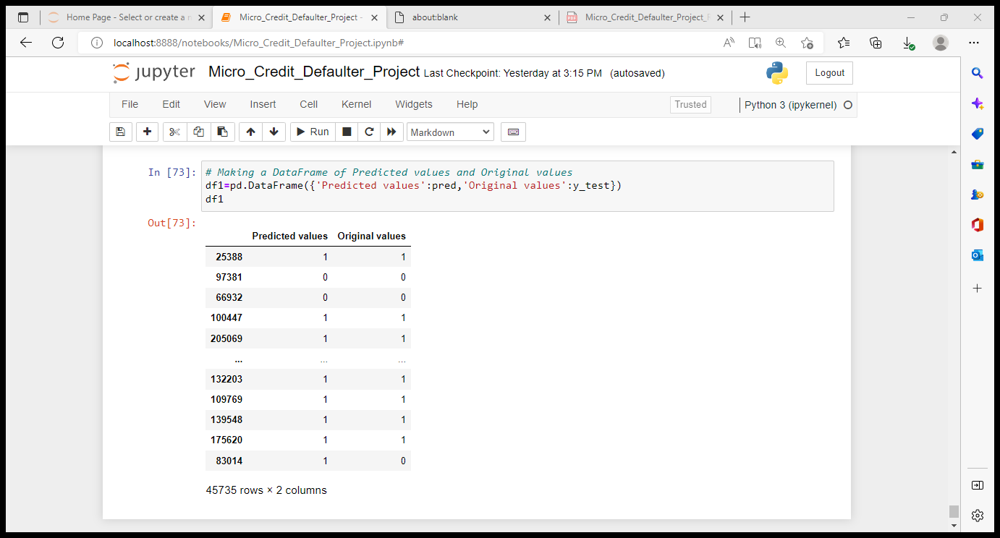 Home Page - Select or create a n
Micro_Credit_Defaulter_Project -
about:blank
Micro_Credit_Defaulter_Project_F
localhost:8888/notebooks/Micro_Credit_Defaulter_Project.ipynb#
jupyter Micro_Credit_Defaulter_Project Last Checkpoint: Yesterday at 3:15 PM (autosaved)
Logout
File Edit View Insert Cell Kernel Widgets Help
Trusted
Python 3 (ipykernel)
Run
Markdown
In [73]: # Making a DataFrame of Predicted values and Original values
df1=pd.DataFrame({'Predicted values':pred,'Original values':y_test})
df1
Out[73]:
Predicted values Original values
25388 1 1
97381 0 0
66932 0 0
100447 1 1
205069 1 1
... ... ...
132203 1 1
109769 1 1
139548 1 1
175620 1 1
83014 1 0
45735 rows × 2 columns